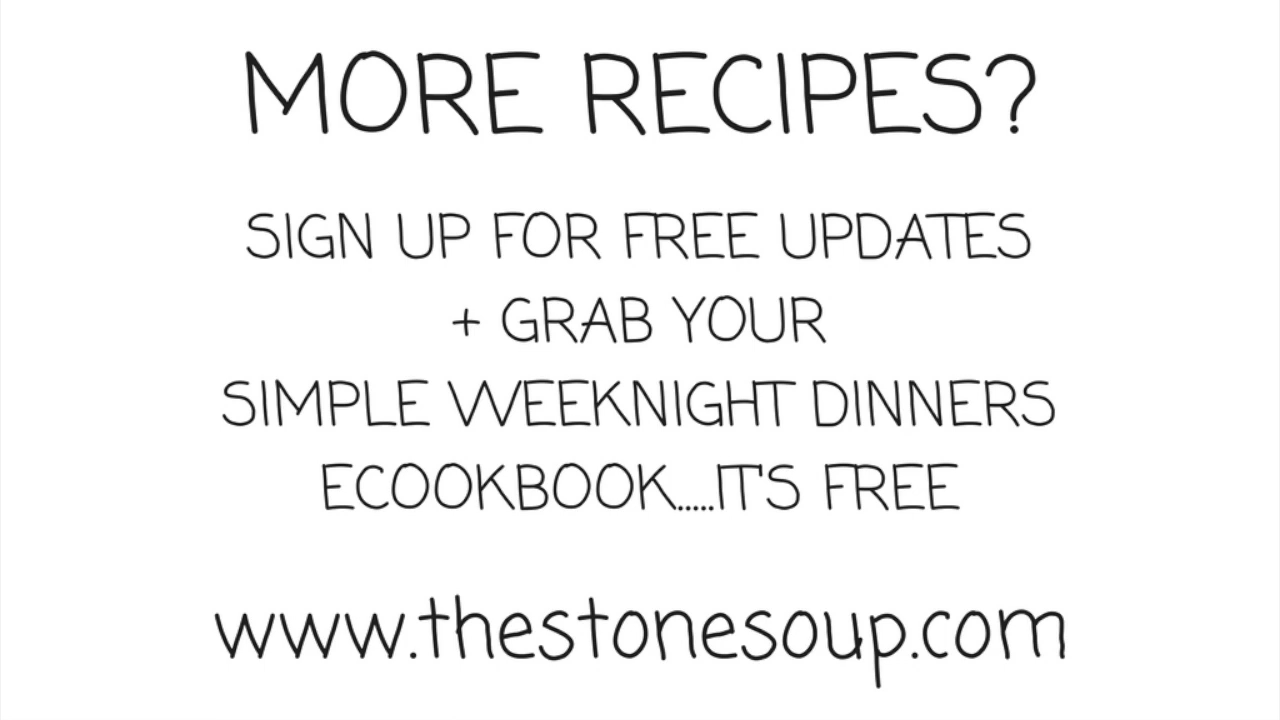 MORE RECIPES?
SIGN UP FOR FREE UPDATES
+ GRAB YOUR
SIMPLE WEEKNIGHT DINNERS
ECOOKBOOK.....IT'S FREE
www.thestonesoup.com